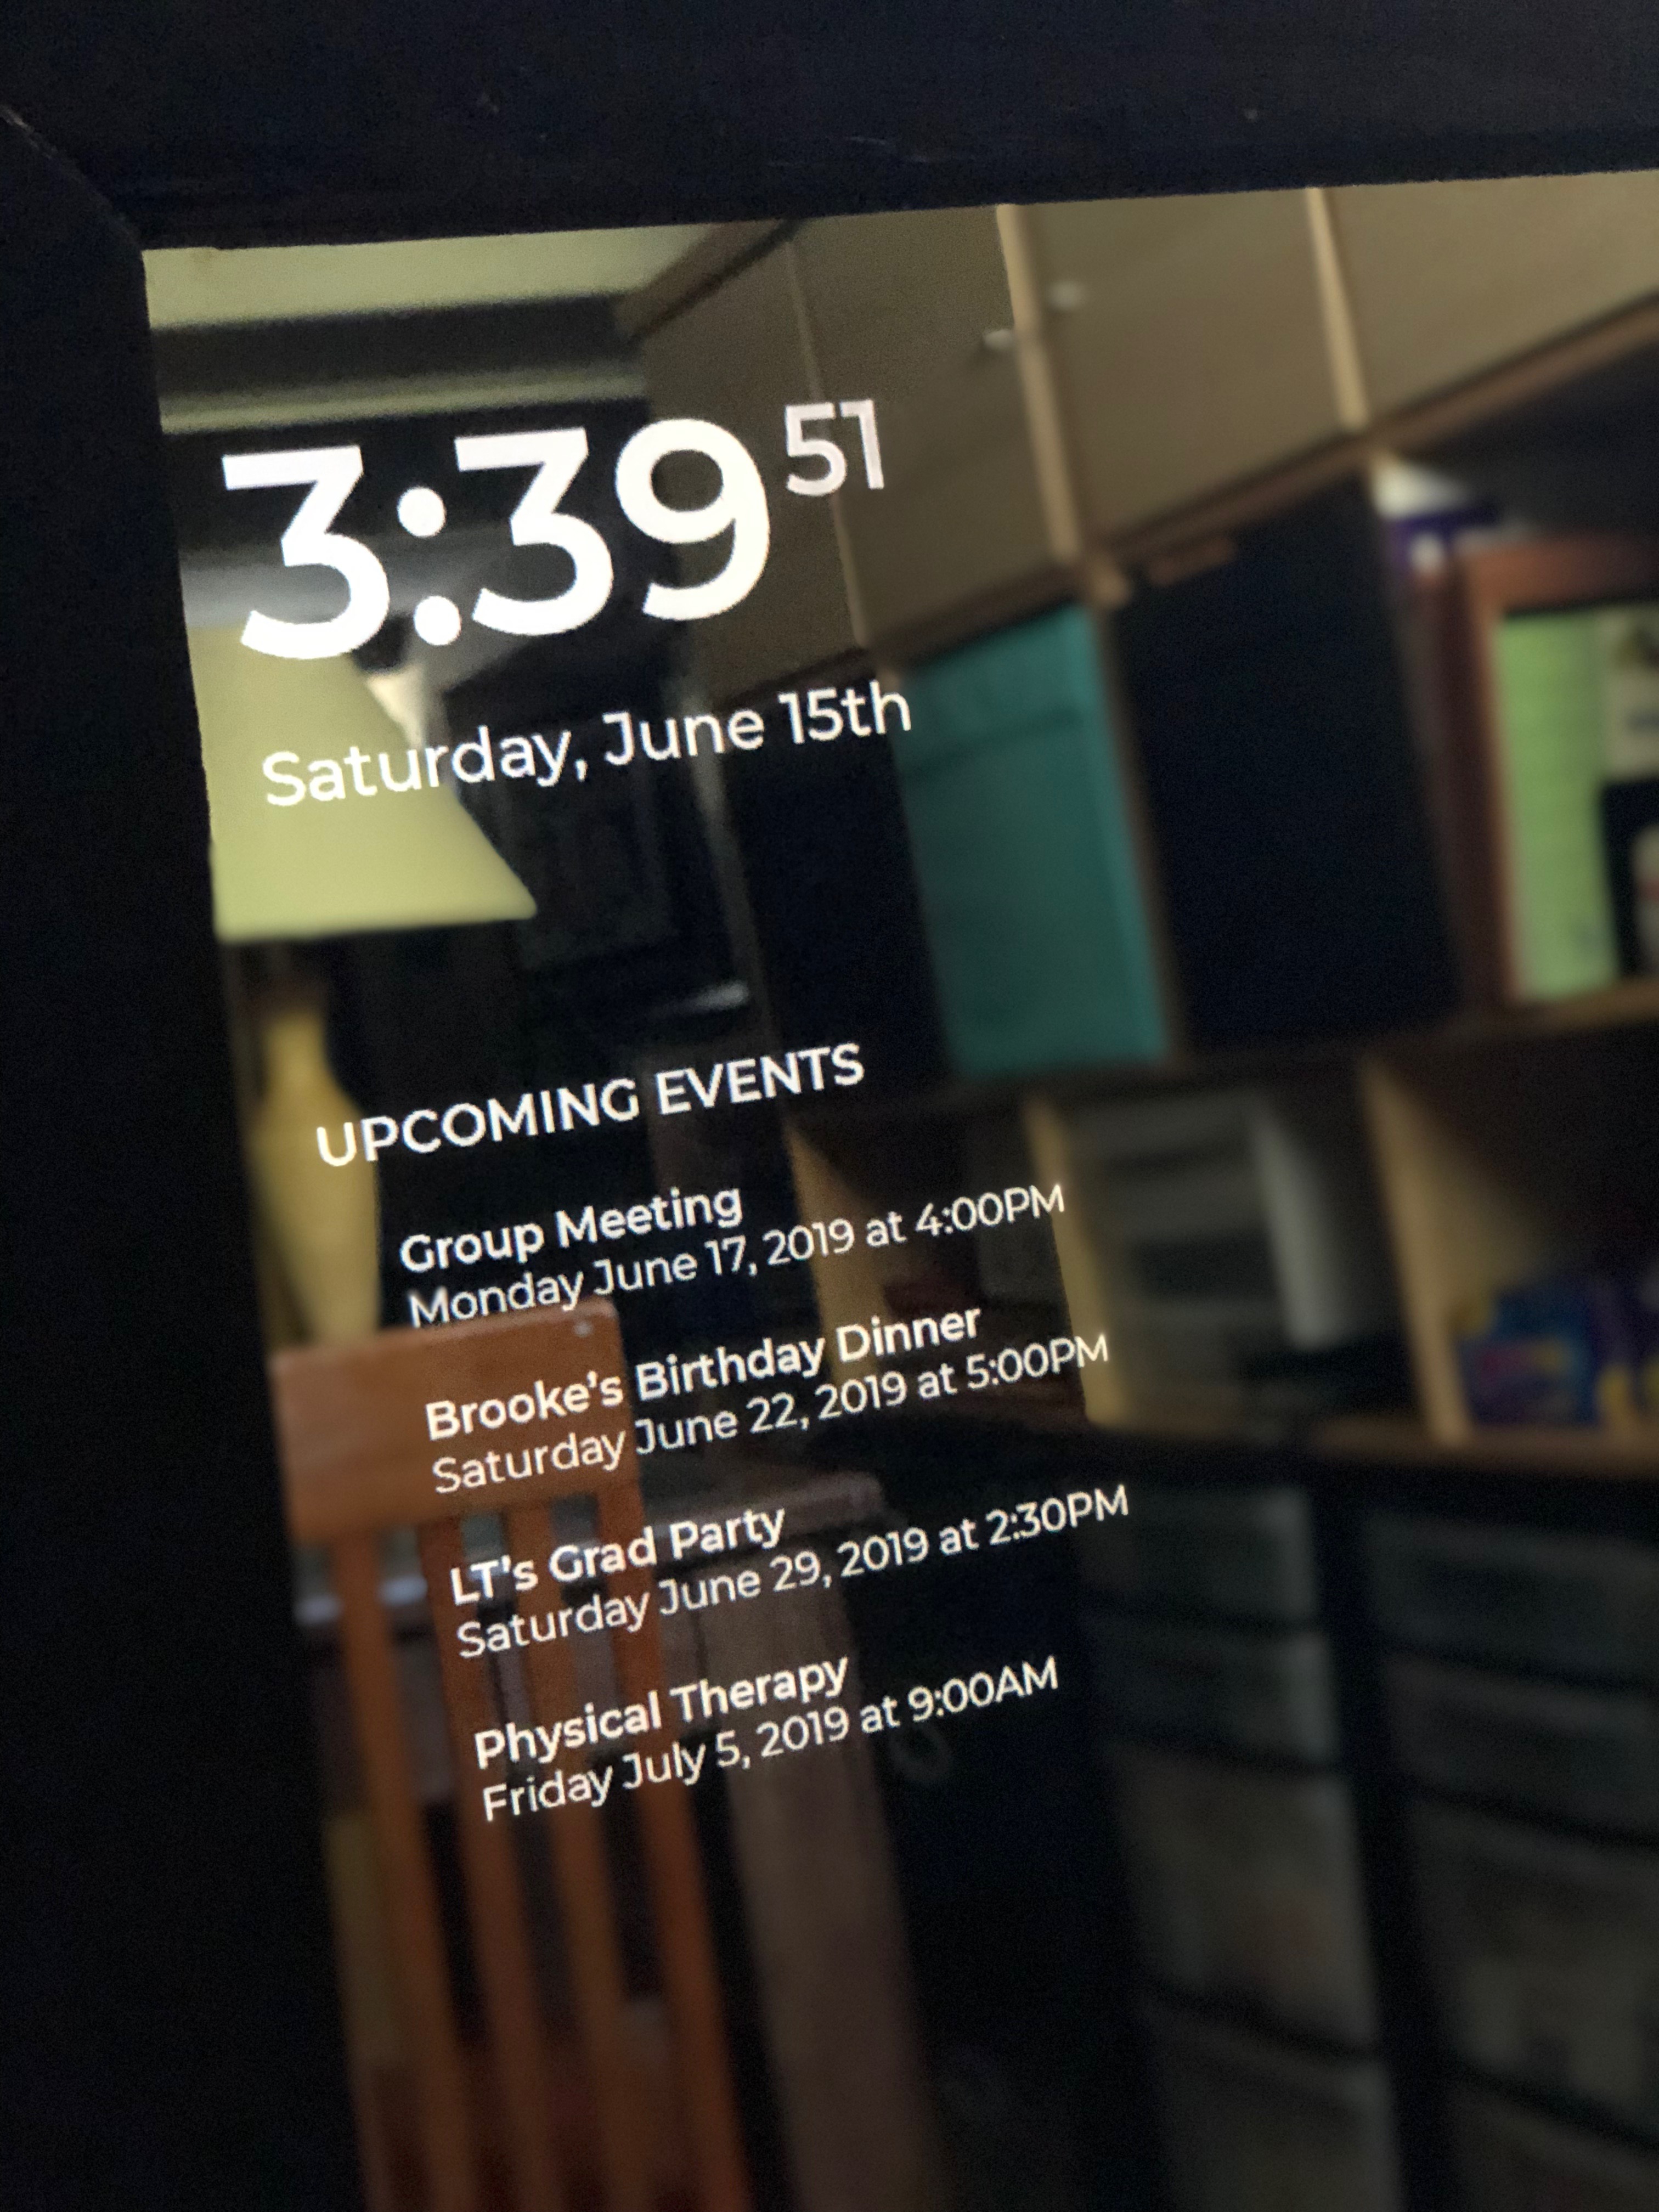 3:39 51
Saturday, June 15th
UPCOMING EVENTS
Group Meeting
Monday June 17, 2019 at 4:00PM
Brooke's Birthday Dinner
Saturday June 22, 2019 at 5:00PM
LT's Grad Party
Saturday June 29, 2019 at 2:30PM
Physical Therapy
Friday July 5, 2019 at 9:00AM